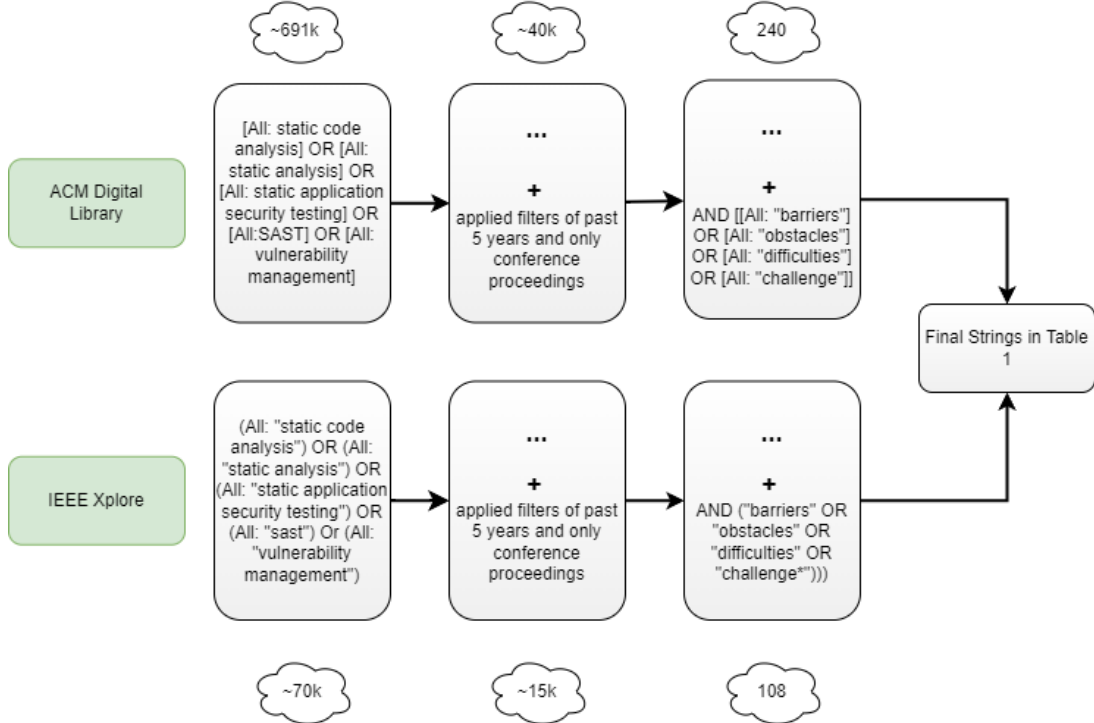 ~691k
~40k
240
ACM Digital
Library
[All: static code
analysis] OR [All:
static analysis] OR
[All: static application
security testing] OR
[All:SAST] OR [All:
vulnerability
management]
...
+
applied filters of past
5 years and only
conference
proceedings
...
+
AND [[All: "barriers"]
OR [All: "obstacles"]
OR [All: "difficulties"]
OR [All: "challenge"]]
Final Strings in Table
1
IEEE Xplore
(All: "static code
analysis") OR (All:
"static analysis") OR
(All: "static application
security testing") OR
(All: "sast") Or (All:
"vulnerability
management")
...
+
applied filters of past
5 years and only
conference
proceedings
...
+
AND ("barriers" OR
"obstacles" OR
"difficulties" OR
"challenge*")))
~70k
~15k
108